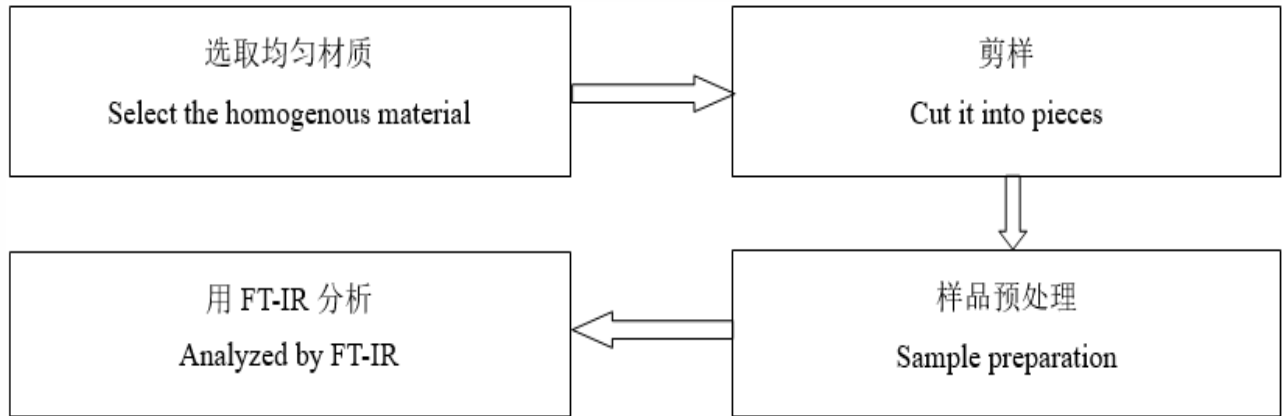 选取均匀材质
Select the homogenous material
剪样
Cut it into pieces
样品预处理
Sample preparation
用 FT-IR 分析
Analyzed by FT-IR